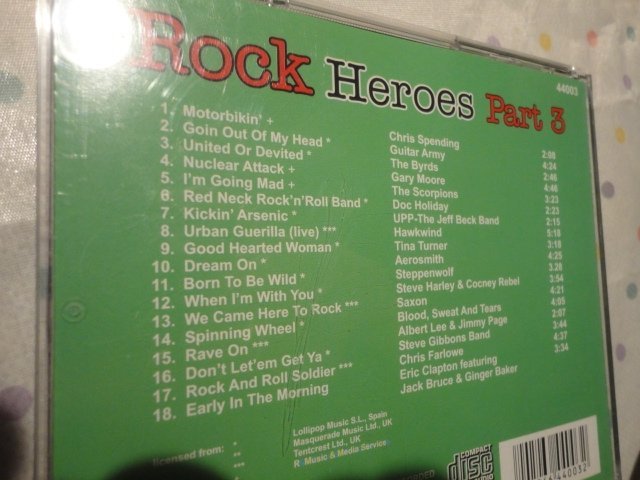 Rock Heroes Part 3
44003
1. Motorbikin' + Chris Spending 2:08
2. Goin Out Of My Head * Guitar Army 4:24
3. United Or Devited * The Byrds 2:46
4. Nuclear Attack + Gary Moore 4:46
5. I'm Going Mad + The Scorpions 3:23
6. Red Neck Rock'n'Roll Band * Doc Holiday 2:23
7. Kickin' Arsenic * UPP-The Jeff Beck Band 2:15
8. Urban Guerilla (live) *** Hawkwind 5:18
9. Good Hearted Woman * Tina Turner 3:18
10. Dream On * Aerosmith 4:25
11. Born To Be Wild * Steppenwolf 3.28
12. When I'm With You * Steve Harley & Cocney Rebel 3:54
13. We Came Here To Rock *** Saxon 4:21
14. Spinning Wheel * Blood, Sweat And Tears 4:05
15. Rave On *** Albert Lee & Jimmy Page 2:07
16. Don't Let'em Get Ya * Steve Gibbons Band 3:44
17. Rock And Roll Soldier *** Chris Farlowe 4:37
18. Early In The Morning Eric Clapton featuring 3:34
Jack Bruce & Ginger Baker
licensed from: * Lollipop Music S.L., Spain
Masquerade Music Ltd., UK
** Tentcrest Ltd., UK
Music & Media Service
COMPACT
disc